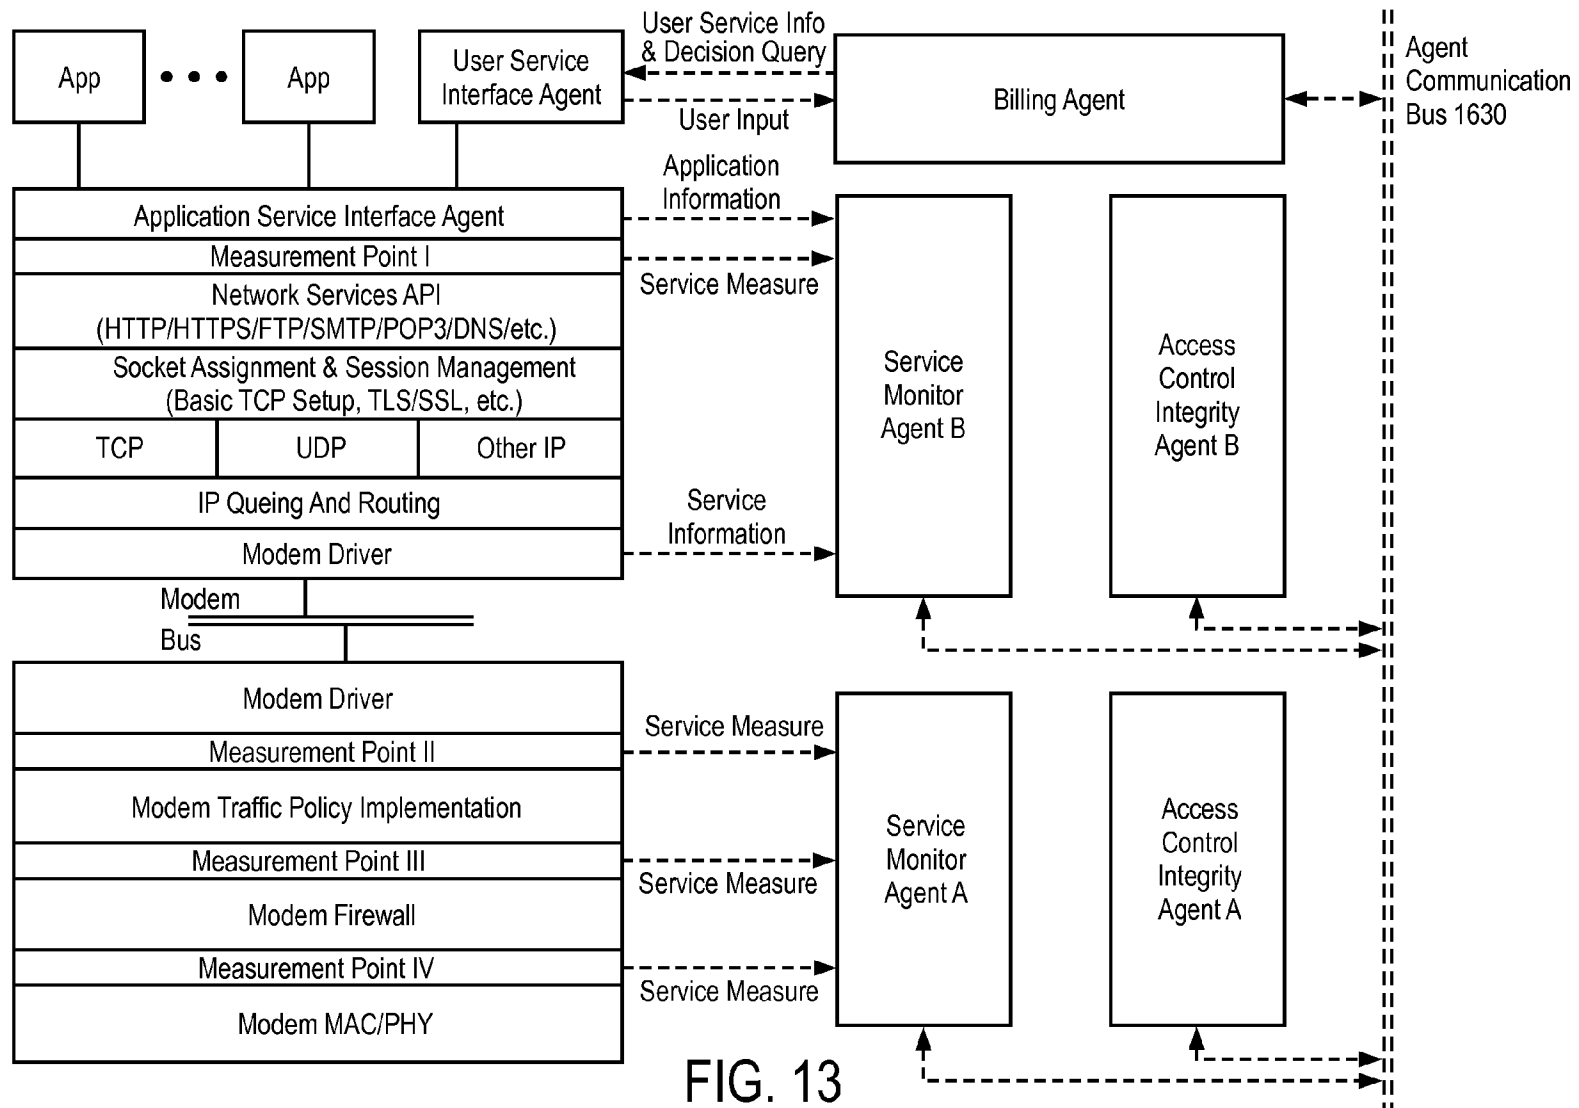 App
App
User Service
Interface Agent
User Service Info
& Decision Query
User Input
Billing Agent
Agent
Communication
Bus 1630
Application Service Interface Agent
Application
Information
Measurement Point I
Service Measure
Network Services API
(HTTP/HTTPS/FTP/SMTP/POP3/DNS/etc.)
Socket Assignment & Session Management
(Basic TCP Setup, TLS/SSL, etc.)
TCP
UDP
Other IP
IP Queing And Routing
Service
Information
Modem Driver
Service
Monitor
Agent B
Access
Control
Integrity
Agent B
Modem
Bus
Modem Driver
Measurement Point II
Service Measure
Modem Traffic Policy Implementation
Measurement Point III
Service Measure
Modem Firewall
Measurement Point IV
Service Measure
Modem MAC/PHY
Service
Monitor
Agent A
Access
Control
Integrity
Agent A
FIG. 13